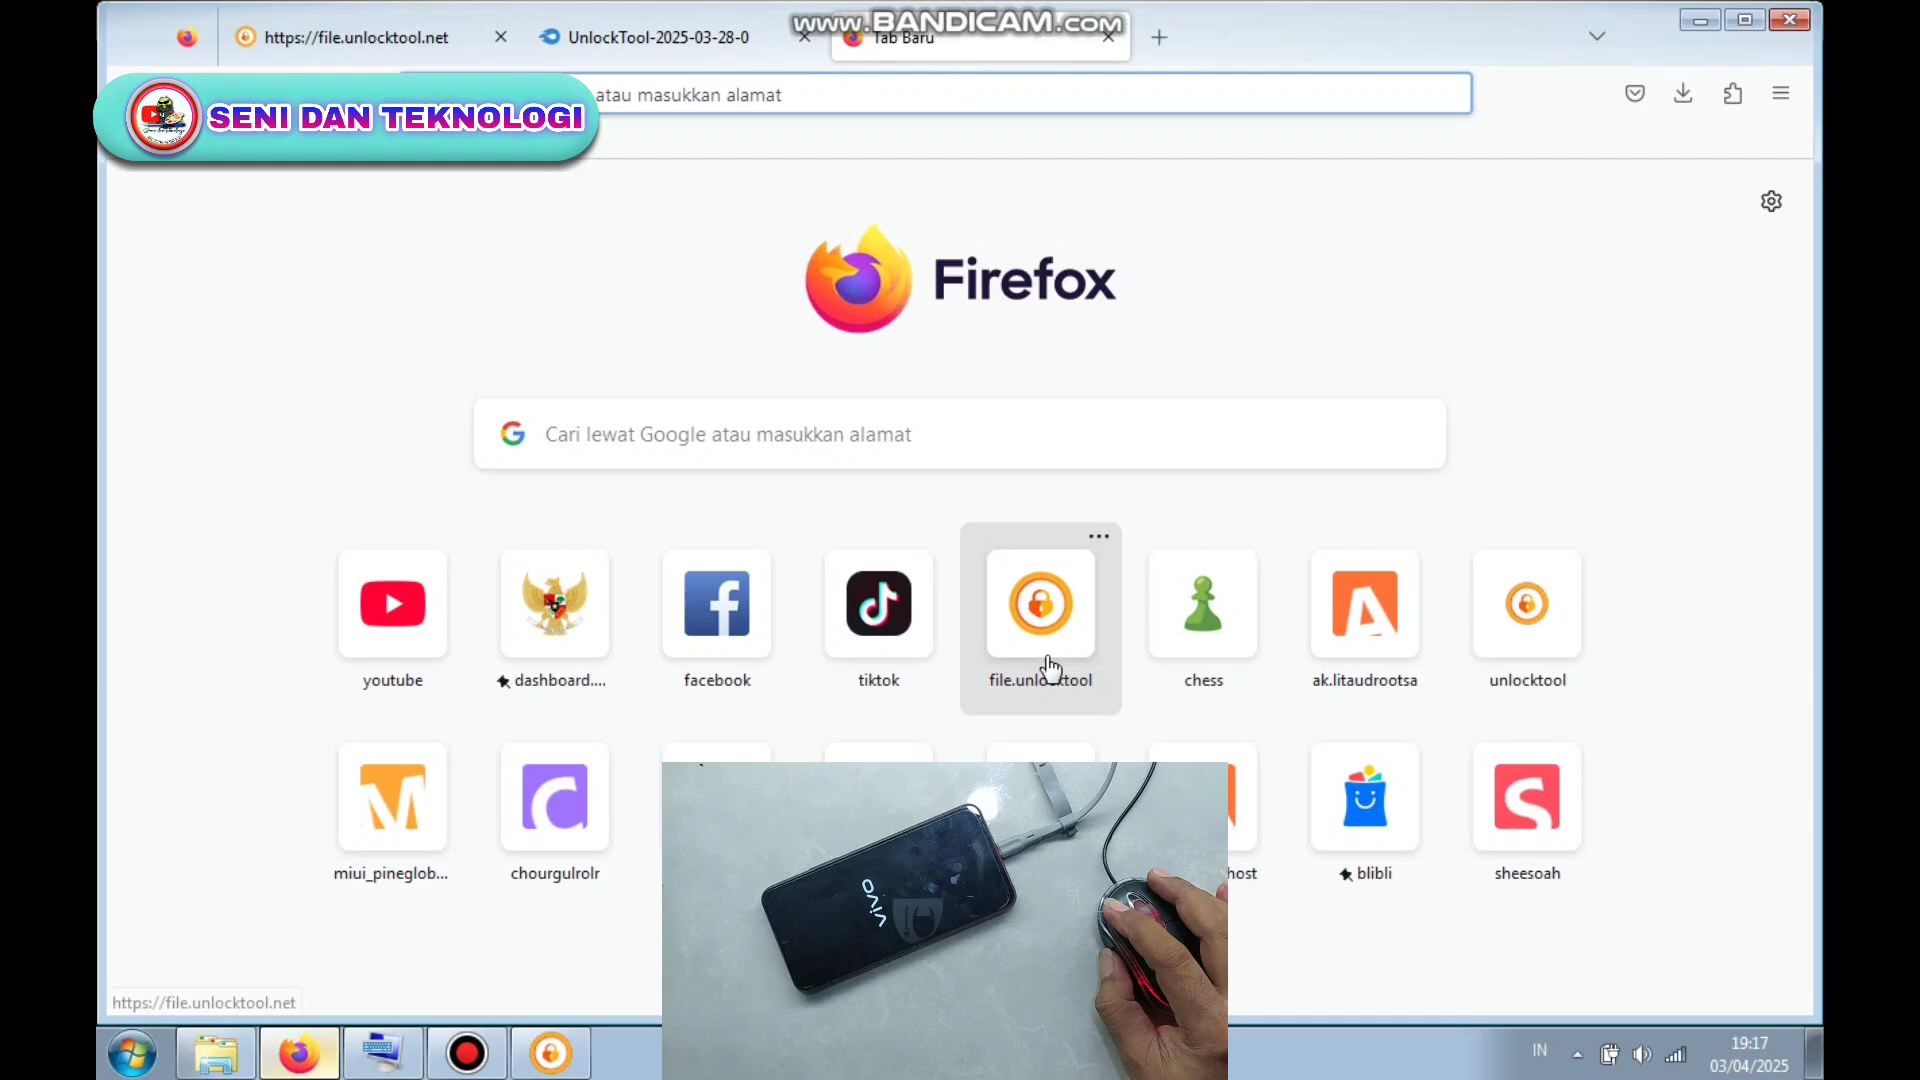 www.BANDICAM.com
https://file.unlocktool.net
UnlockTool-2025-03-28-0
Tab Baru
SENI DAN TEKNOLOGI
atau masukkan alamat
Firefox
Cari lewat Google atau masukkan alamat
youtube
dashboard....
facebook
tiktok
file.unlocktool
chess
ak.litaudrootsa
unlocktool
miui_pineglob...
chourgulrolr
host
blibli
sheesoah
vivo
https://file.unlocktool.net
IN
19:17
03/04/2025